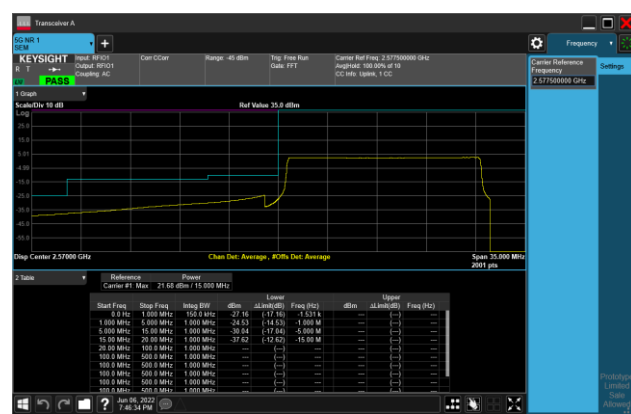 Transceiver A
5G NR 1
SEM
+
Frequency
KEYSIGHT
R T
PASS
Input: RFIO1
Output: RFIO1
Coupling: AC
Corr CCorr
Range: -45 dBm
Trig: Free Run
Gate: FFT
Carrier Ref Freq: 2.577500000 GHz
Avg|Hold: 100.00% of 10
CC Info: Uplink, 1 CC
Carrier Reference
Frequency
2.577500000 GHz
Settings
1 Graph
Scale/Div 10 dB
Ref Value 35.0 dBm
Log
25.0
15.0
5.01
-4.99
-15.0
-25.0
-35.0
-45.0
-55.0
Disp Center 2.57000 GHz
Chan Det: Average , #Offs Det: Average
Span 35.000 MHz
2001 pts
2 Table
Reference Power
Carrier #1 Max 21.68 dBm / 15.000 MHz
Lower Upper
Start Freq Stop Freq Integ BW dBm ΔLimit(dB) Freq (Hz) dBm ΔLimit(dB) Freq (Hz)
0.0 Hz 1.000 MHz 150.0 kHz -27.16 (-17.16) -1.531 k --- (---) ---
1.000 MHz 5.000 MHz 1.000 MHz -24.53 (-14.53) -1.000 M --- (---) ---
5.000 MHz 15.00 MHz 1.000 MHz -30.04 (-17.04) -5.000 M --- (---) ---
15.00 MHz 20.00 MHz 1.000 MHz -37.62 (-12.62) -15.00 M --- (---) ---
20.00 MHz 100.0 MHz 1.000 MHz --- (---) --- --- (---) ---
100.0 MHz 500.0 MHz 1.000 MHz --- (---) --- --- (---) ---
100.0 MHz 500.0 MHz 1.000 MHz --- (---) --- --- (---) ---
100.0 MHz 500.0 MHz 1.000 MHz --- (---) --- --- (---) ---
100.0 MHz 500.0 MHz 1.000 MHz --- (---) --- --- (---) ---
Prototype
Limited
Sale
Allowed
?
Jun 06, 2022
7:46:34 PM